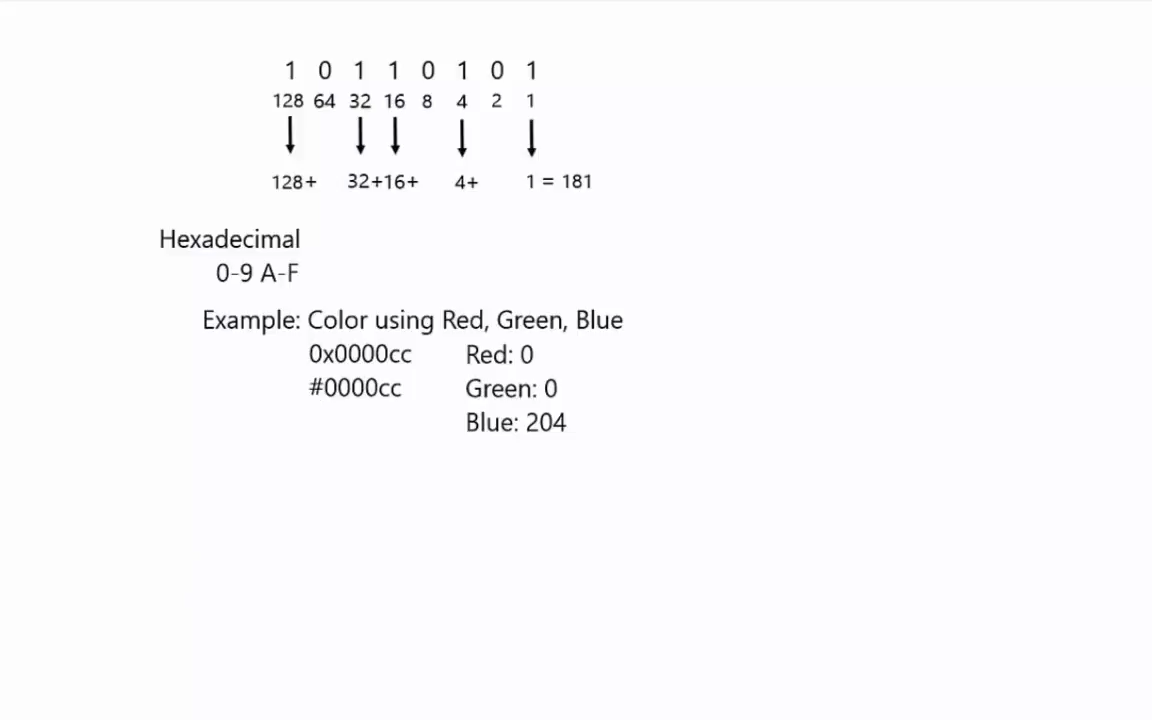 1 0 1 1 0 1 0 1
128 64 32 16 8 4 2 1
128+ 32+16+ 4+ 1 = 181
Hexadecimal
0-9 A-F
Example: Color using Red, Green, Blue
0x0000cc Red: 0
#0000cc Green: 0
Blue: 204